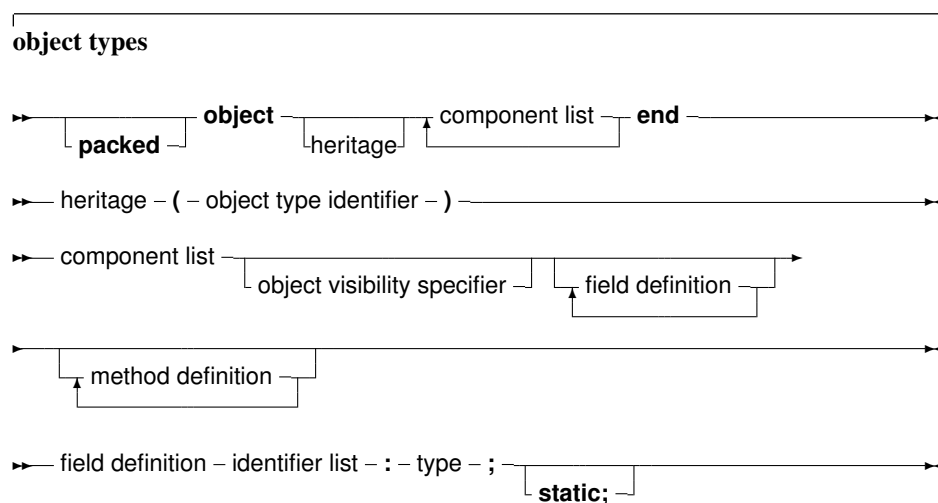 object types
object component list end
packed heritage
heritage ( object type identifier )
component list
object visibility specifier field definition
method definition
field definition identifier list : type ;
static;